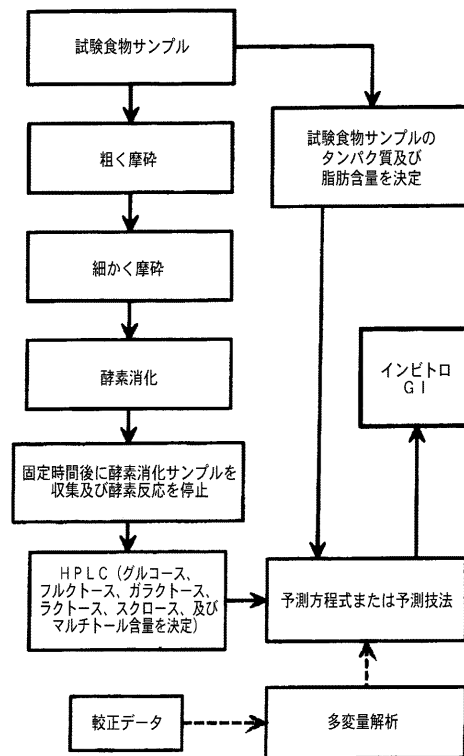 試験食物サンプル
粗く摩砕
細かく摩砕
酵素消化
固定時間後に酵素消化サンプルを
収集及び酵素反応を停止
HPLC(グルコース、
フルクトース、ガラクトース、
ラクトース、スクロース、及び
マルチトール含量を決定)
試験食物サンプルの
タンパク質及び
脂肪含量を決定
インビトロ
GI
予測方程式または予測技法
較正データ
多変量解析